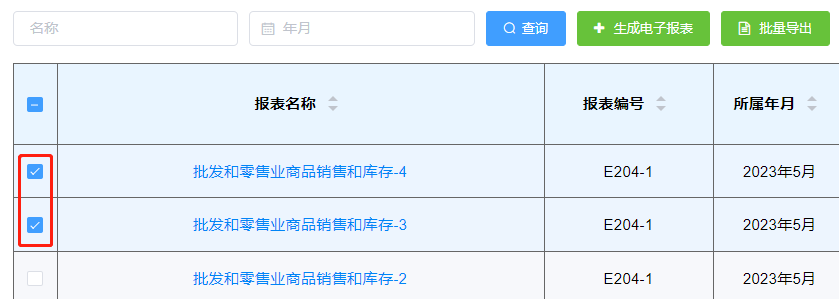 名称 年月 查询 生成电子报表 批量导出
报表名称 报表编号 所属年月
批发和零售业商品销售和库存-4 E204-1 2023年5月
批发和零售业商品销售和库存-3 E204-1 2023年5月
批发和零售业商品销售和库存-2 E204-1 2023年5月